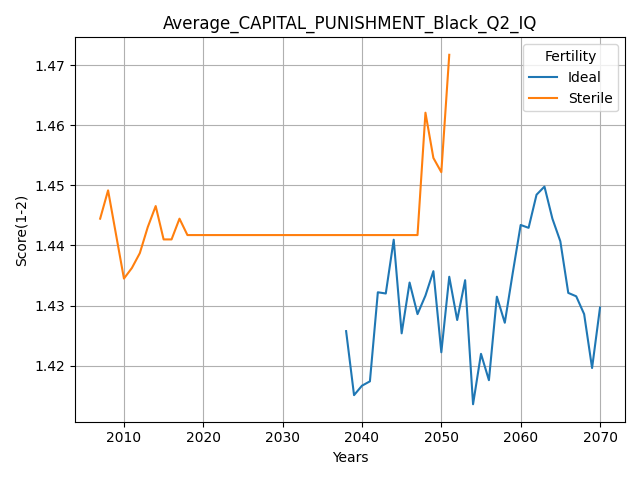 Average_CAPITAL_PUNISHMENT_Black_Q2_IQ
Fertility
Ideal
Sterile
1.47
1.46
1.45
1.44
1.43
1.42
Score(1-2)
2010 2020 2030 2040 2050 2060 2070
Years